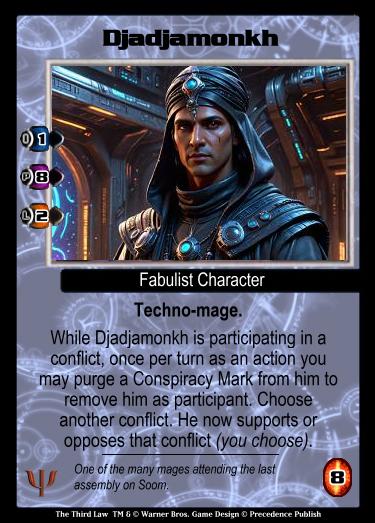 Djadjamonkh
D 1
P 8
L 2
Fabulist Character
Techno-mage.
While Djadjamonkh is participating in a
conflict, once per turn as an action you
may purge a Conspiracy Mark from him to
remove him as participant. Choose
another conflict. He now supports or
opposes that conflict (you choose).
One of the many mages attending the last
assembly on Soom.
8
The Third Law TM & © Warner Bros. Game Design © Precedence Publish